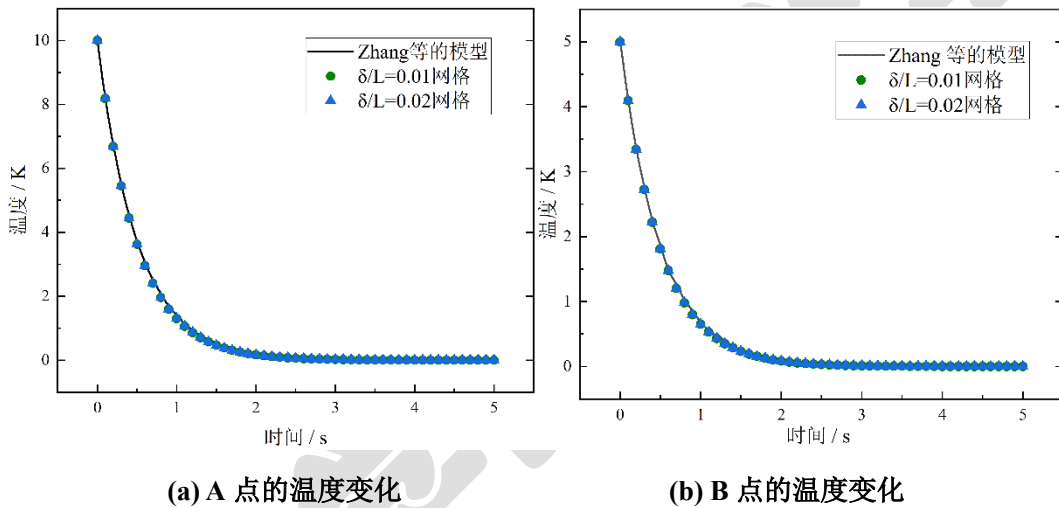 10
8
6
4
2
0
温度 / K
Zhang等的模型
δ/L=0.01网格
δ/L=0.02网格
0 1 2 3 4 5
时间 / s
(a) A 点的温度变化
5
4
3
2
1
0
温度 / K
Zhang 等的模型
δ/L=0.01网格
δ/L=0.02网格
0 1 2 3 4 5
时间 / s
(b) B 点的温度变化